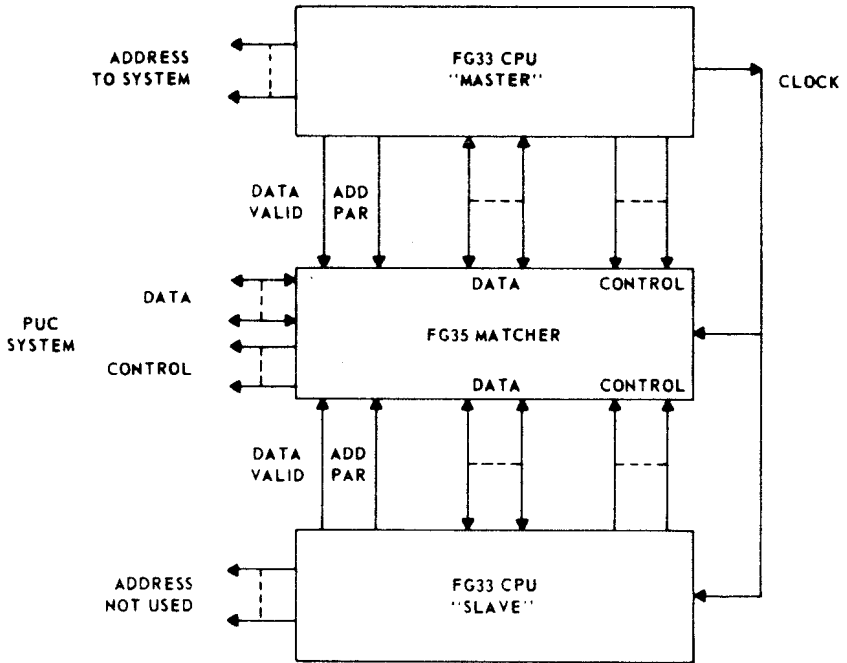 ADDRESS
TO SYSTEM
FG33 CPU
"MASTER"
CLOCK
DATA
VALID
ADD
PAR
DATA
CONTROL
DATA
PUC
SYSTEM
FG35 MATCHER
CONTROL
DATA
CONTROL
DATA
VALID
ADD
PAR
ADDRESS
NOT USED
FG33 CPU
"SLAVE"